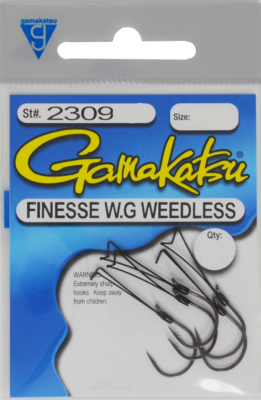 gamakatsu
St#. 2309
Size:
Gamakatsu®
FINESSE W.G WEEDLESS
Qty:
WARNING
Extremely sharp
hooks. Keep away
from children.